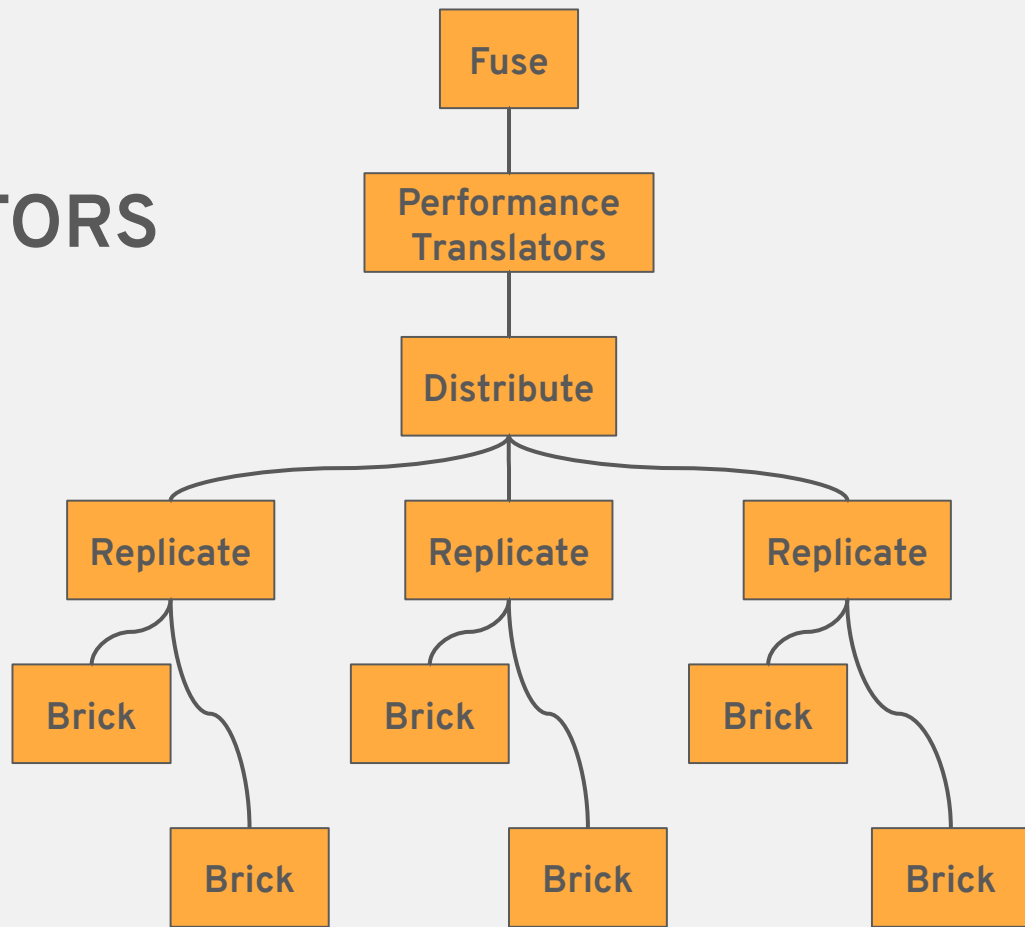 Fuse
TORS
Performance
Translators
Distribute
Replicate
Replicate
Replicate
Brick
Brick
Brick
Brick
Brick
Brick